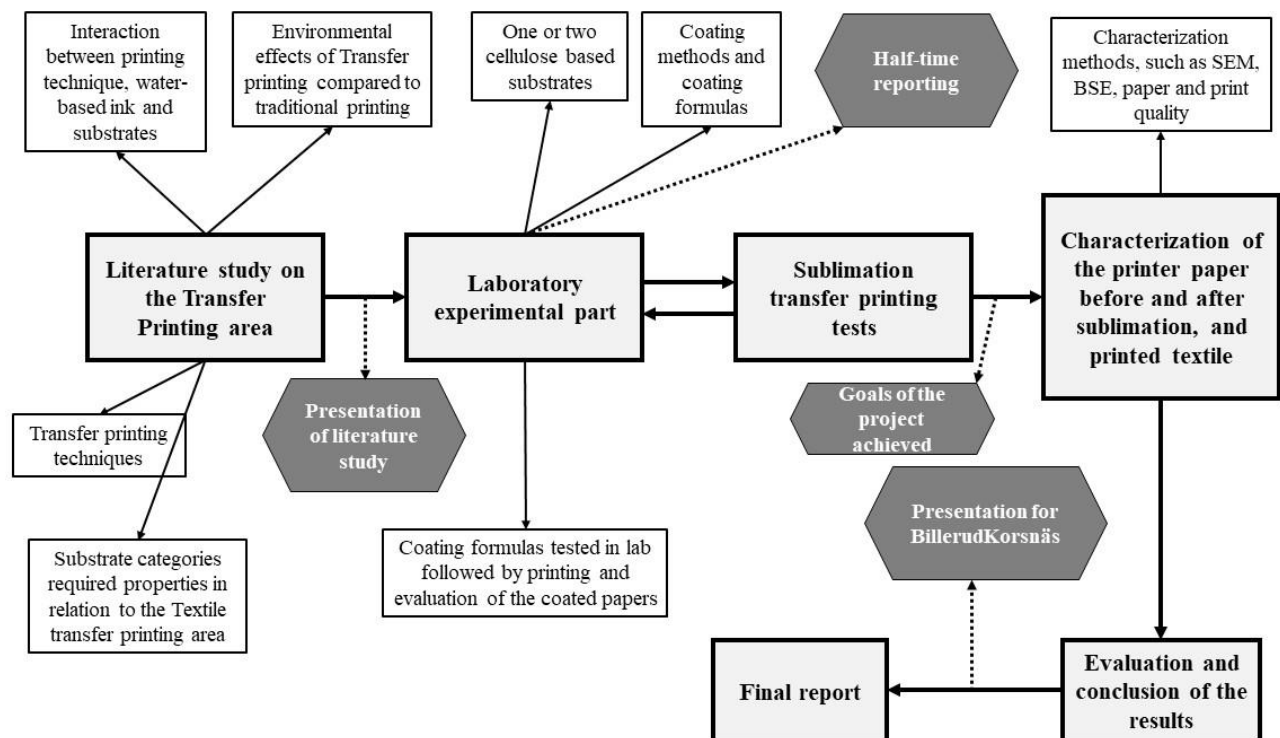 Interaction
between printing
technique, water-
based ink and
substrates
Environmental
effects of Transfer
printing compared to
traditional printing
One or two
cellulose based
substrates
Coating
methods and
coating
formulas
Half-time
reporting
Characterization
methods, such as SEM,
BSE, paper and print
quality
Literature study on
the Transfer
Printing area
Laboratory
experimental part
Sublimation
transfer printing
tests
Characterization of
the printer paper
before and after
sublimation, and
printed textile
Presentation
of literature
study
Goals of the
project
achieved
Transfer printing
techniques
Presentation for
BillerudKorsnäs
Substrate categories
required properties in
relation to the Textile
transfer printing area
Coating formulas tested in lab
followed by printing and
evaluation of the coated papers
Final report
Evaluation and
conclusion of the
results